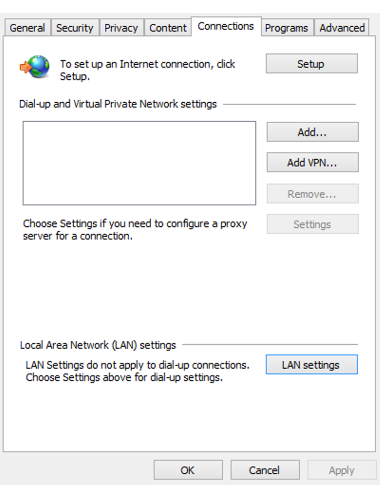 General Security Privacy Content Connections Programs Advanced
To set up an Internet connection, click
Setup.
Setup
Dial-up and Virtual Private Network settings
Add...
Add VPN...
Remove...
Choose Settings if you need to configure a proxy
server for a connection.
Settings
Local Area Network (LAN) settings
LAN Settings do not apply to dial-up connections.
Choose Settings above for dial-up settings.
LAN settings
OK Cancel Apply